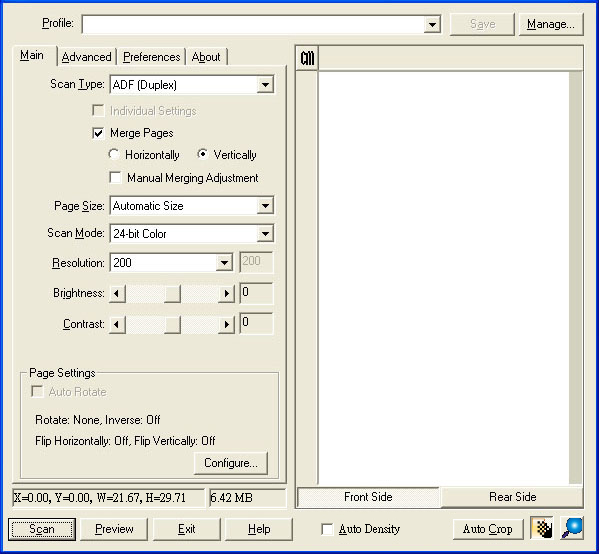 Profile:
Save
Manage...
Main
Advanced
Preferences
About
Scan Type:
ADF (Duplex)
Individual Settings
Merge Pages
Horizontally
Vertically
Manual Merging Adjustment
Page Size:
Automatic Size
Scan Mode:
24-bit Color
Resolution:
200
200
Brightness:
0
Contrast:
0
Page Settings
Auto Rotate
Rotate: None, Inverse: Off
Flip Horizontally: Off, Flip Vertically: Off
Configure...
CM
X=0.00, Y=0.00, W=21.67, H=29.71
6.42 MB
Front Side
Rear Side
Scan
Preview
Exit
Help
Auto Density
Auto Crop